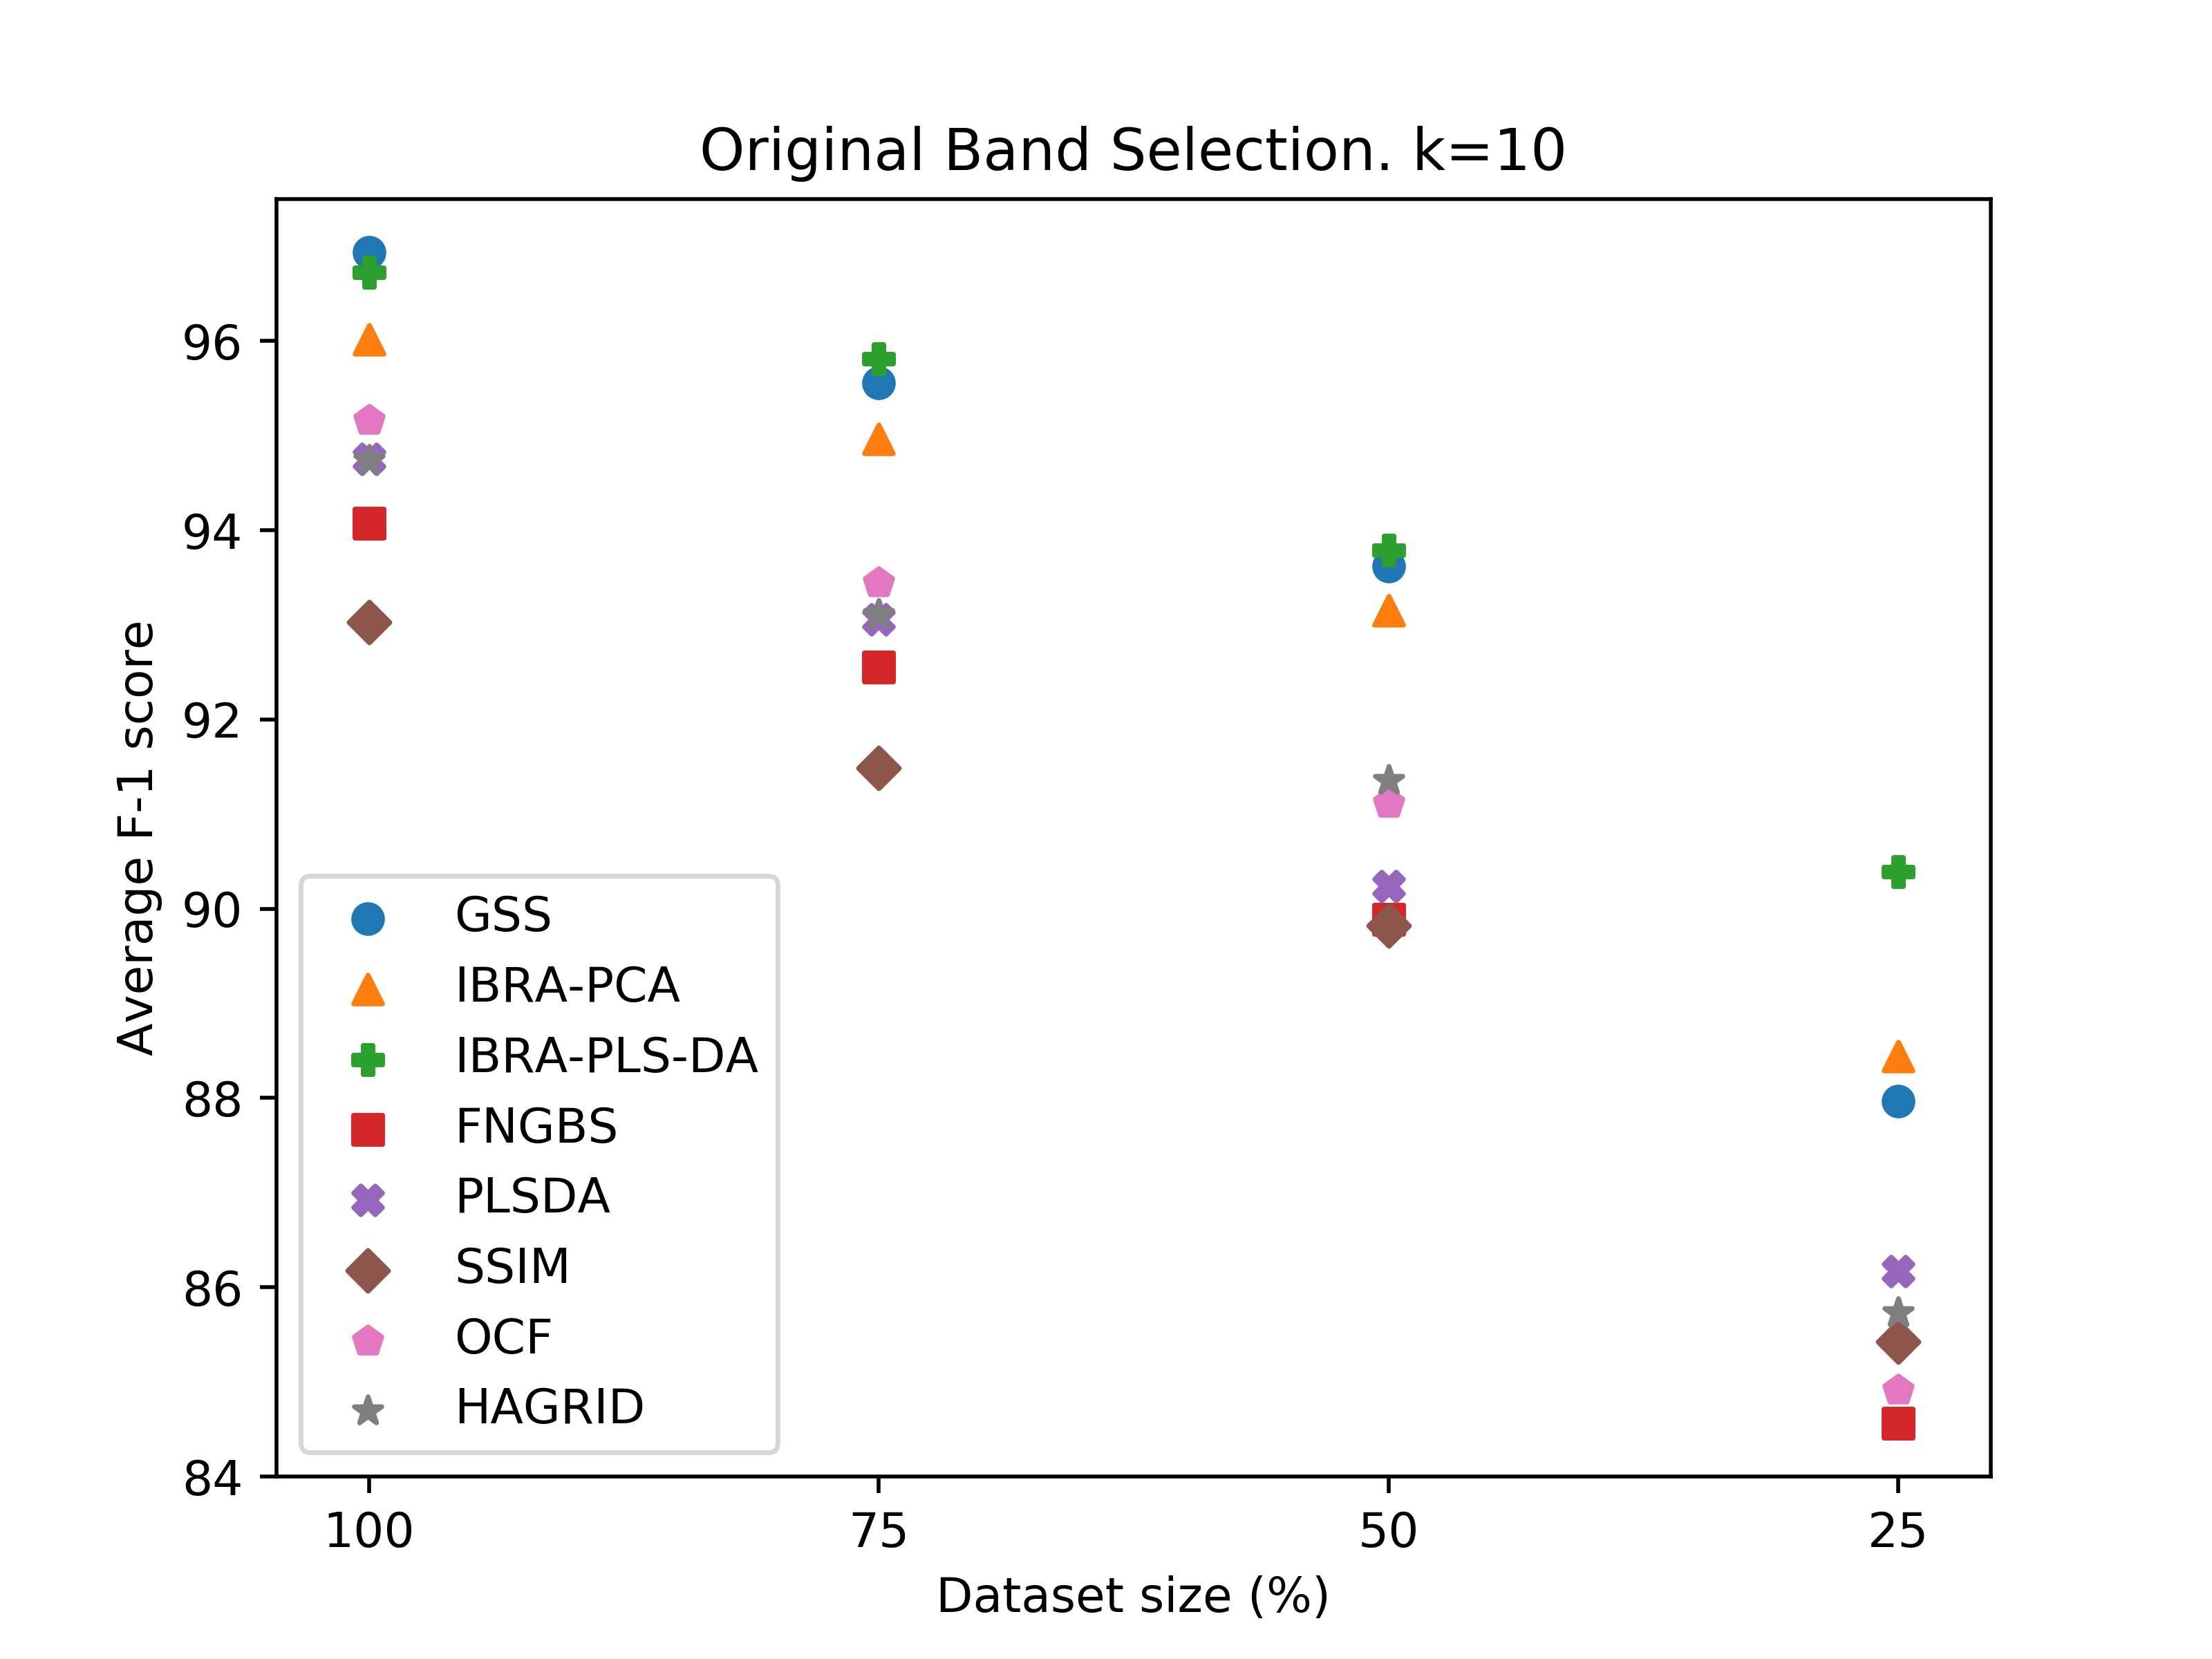 Original Band Selection. k=10
Average F-1 score
96
94
92
90
88
86
84
GSS
IBRA-PCA
IBRA-PLS-DA
FNGBS
PLSDA
SSIM
OCF
HAGRID
100 75 50 25
Dataset size (%)